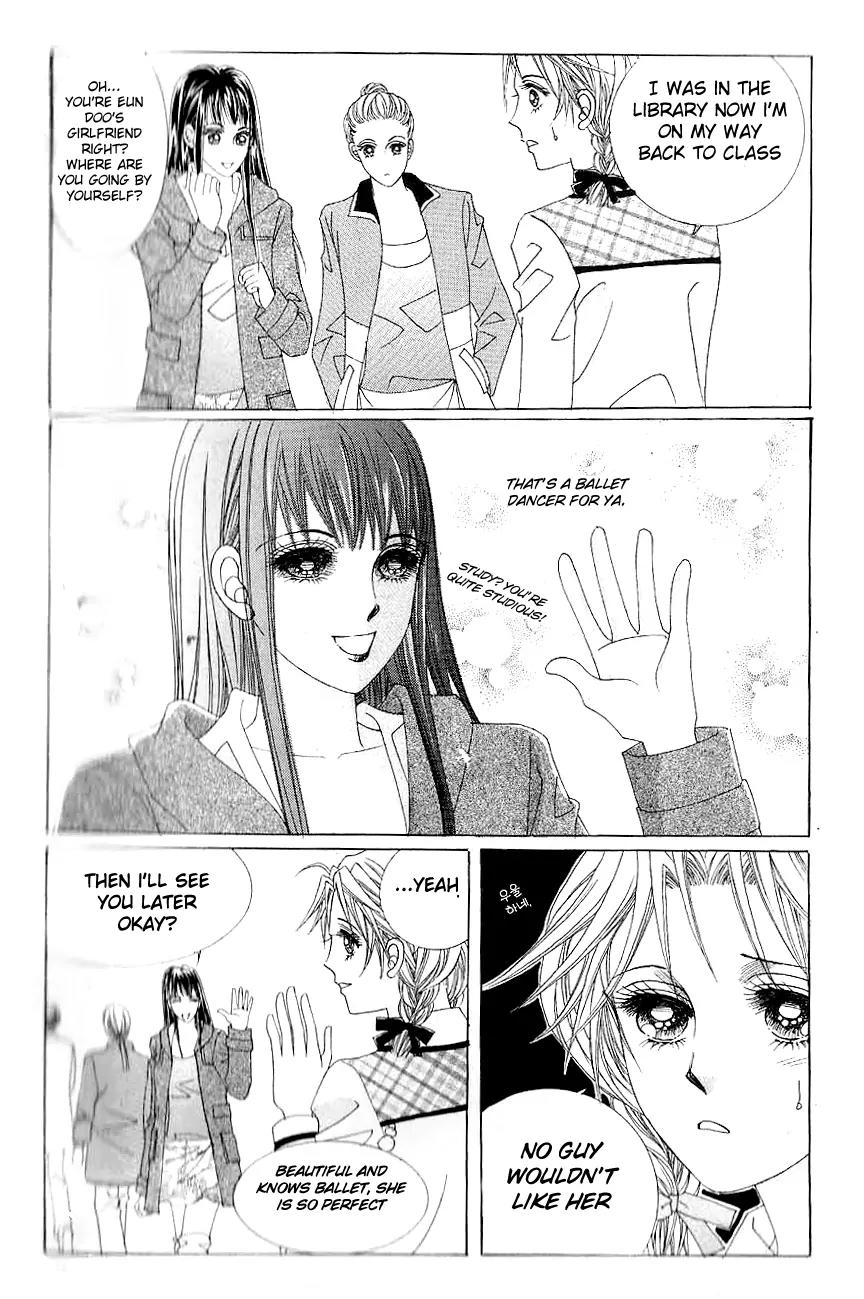 OH...
YOU'RE EUN
DOO'S
GIRLFRIEND
RIGHT?
WHERE ARE
YOU GOING BY
YOURSELF?
I WAS IN THE
LIBRARY NOW I'M
ON MY WAY
BACK TO CLASS
THAT'S A BALLET
DANCER FOR YA.
STUDY? YOU'RE
QUITE STUDIOUS!
THEN I'LL SEE
YOU LATER
OKAY?
...YEAH.
BEAUTIFUL AND
KNOWS BALLET, SHE
IS SO PERFECT
우울
하네.
NO GUY
WOULDN'T
LIKE HER